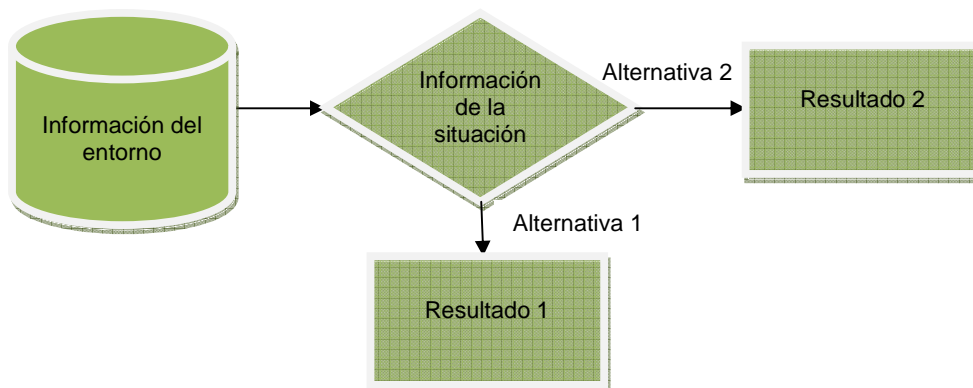 Información del
entorno
Información
de la
situación
Alternativa 2
Resultado 2
Alternativa 1
Resultado 1